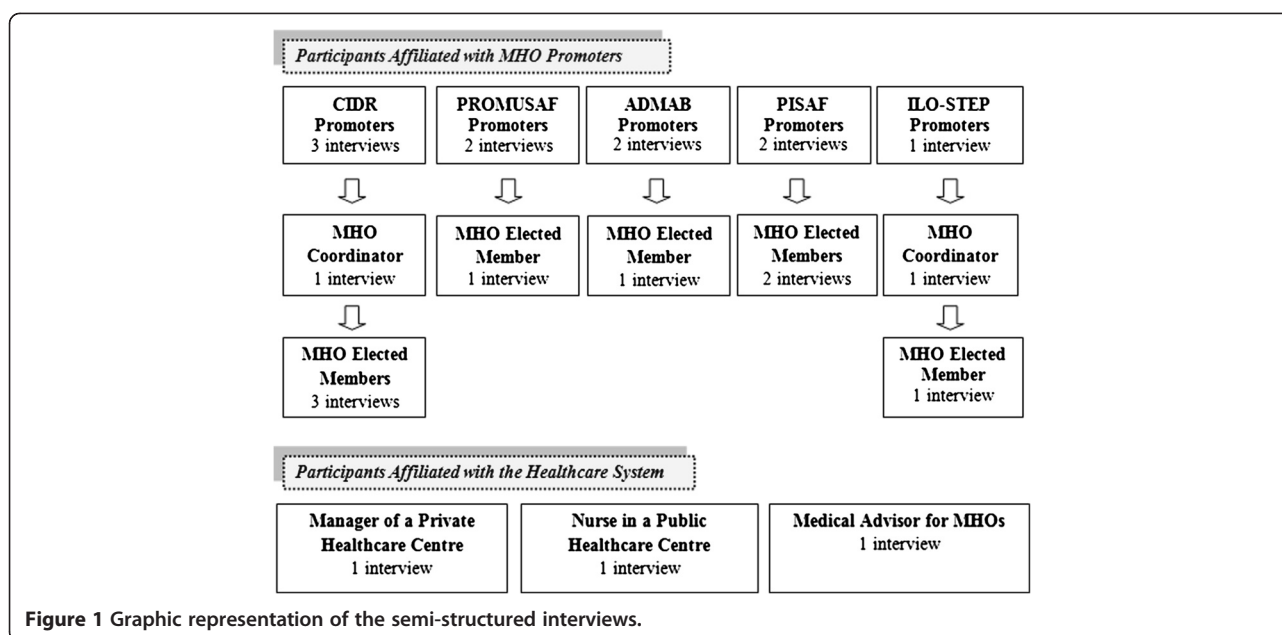 Participants Affiliated with MHO Promoters
CIDR
Promoters
3 interviews
PROMUSAF
Promoters
2 interviews
ADMAB
Promoters
2 interviews
PISAF
Promoters
2 interviews
ILO-STEP
Promoters
1 interview
MHO
Coordinator
1 interview
MHO Elected
Member
1 interview
MHO Elected
Member
1 interview
MHO Elected
Members
2 interviews
MHO
Coordinator
1 interview
MHO Elected
Members
3 interviews
MHO Elected
Member
1 interview
Participants Affiliated with the Healthcare System
Manager of a Private
Healthcare Centre
1 interview
Nurse in a Public
Healthcare Centre
1 interview
Medical Advisor for MHOs
1 interview
Figure 1 Graphic representation of the semi-structured interviews.